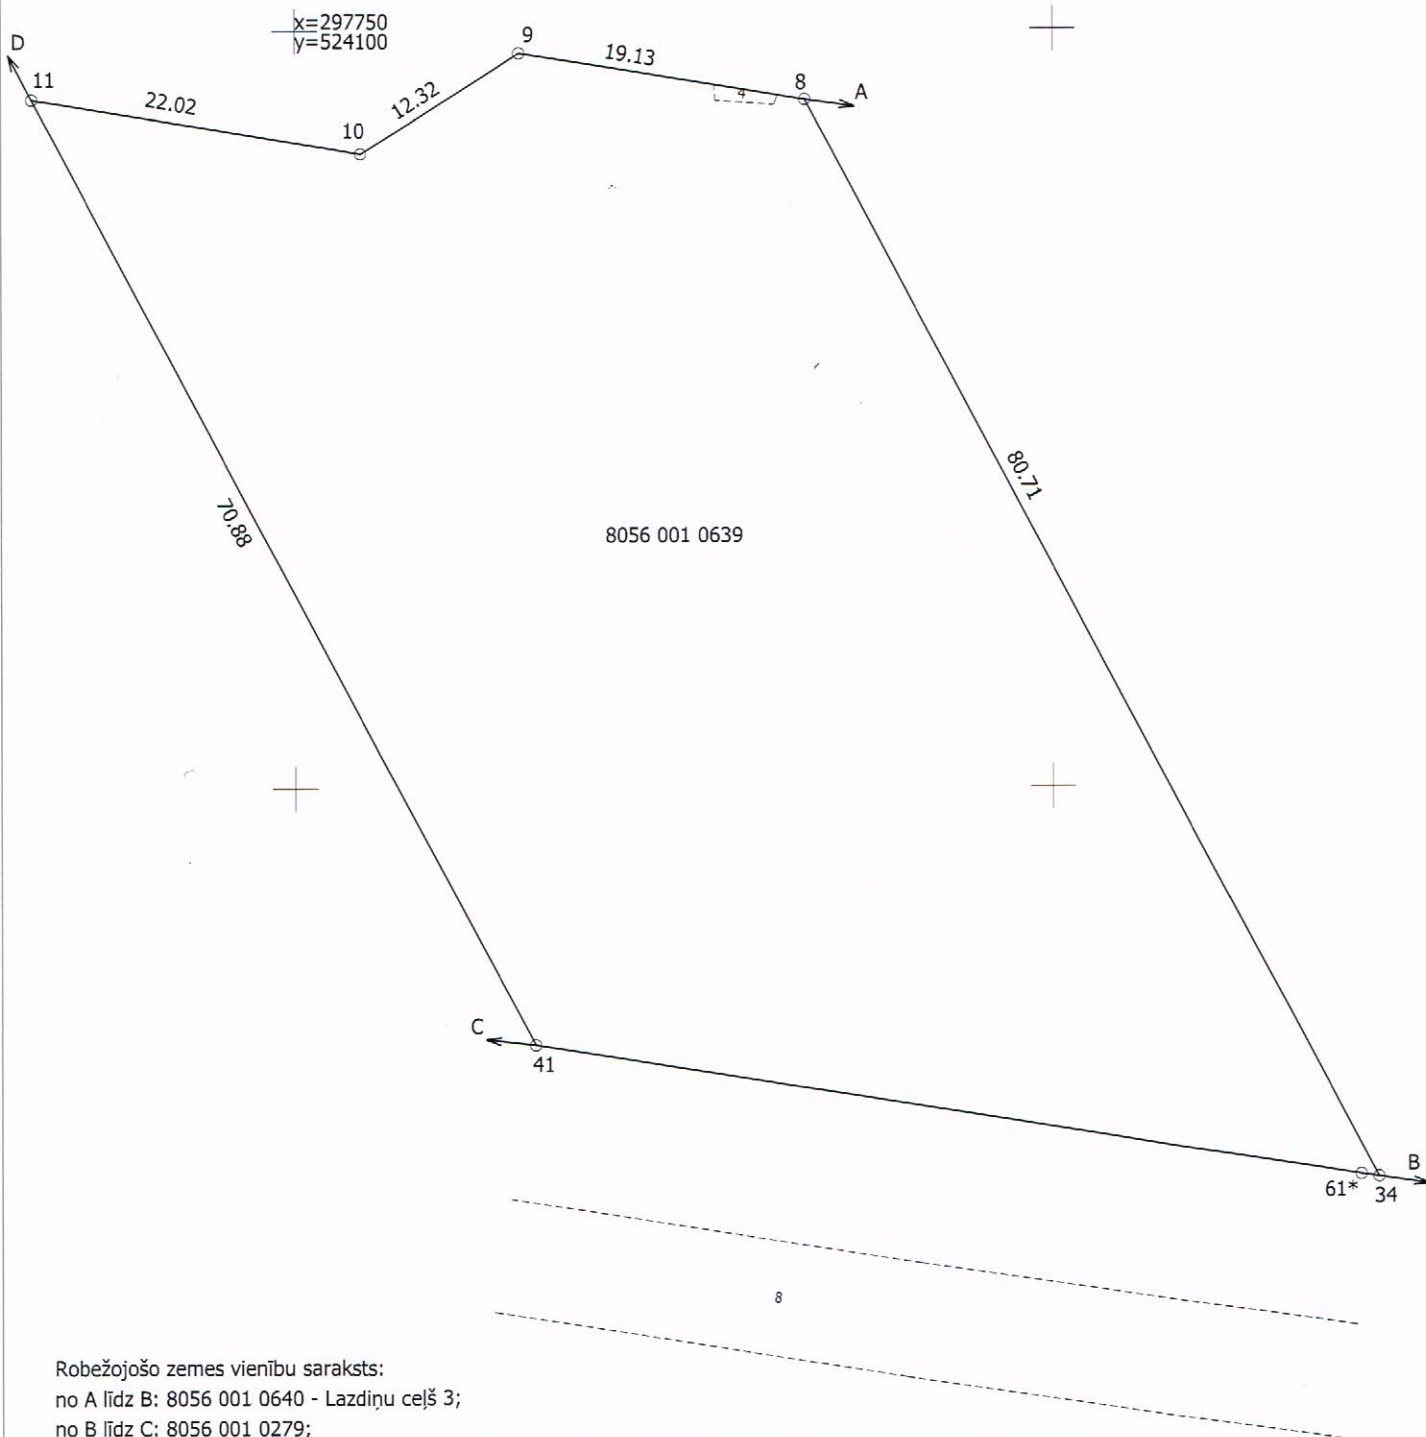 x=297750
y=524100
D
11
22.02
10
12.32
9
19.13
4
8
A
70.88
80.71
8056 001 0639
C
41
61*
34
B
8
Robežojošo zemes vienību saraksts:
no A līdz B: 8056 001 0640 - Lazdiņu ceļš 3;
no B līdz C: 8056 001 0279;